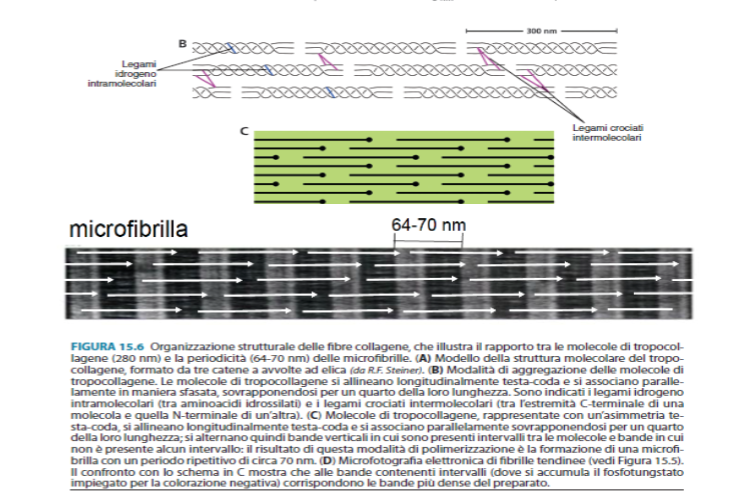 300 nm
B
Legami
idrogeno
intramolecolari
Legami crociati
intermolecolari
C
microfibrilla
64-70 nm
FIGURA 15.6 Organizzazione strutturale delle fibre collagene, che illustra il rapporto tra le molecole di tropocol-
lagene (280 nm) e la periodicità (64-70 nm) delle microfibrille. (A) Modello della struttura molecolare del tropo-
collagene, formato da tre catene a avvolte ad elica (da R.F. Steiner). (B) Modalità di aggregazione delle molecole di
tropocollagene. Le molecole di tropocollagene si allineano longitudinalmente testa-coda e si associano paralle-
lamente in maniera sfasata, sovrapponendosi per un quarto della loro lunghezza. Sono indicati i legami idrogeno
intramolecolari (tra aminoacidi idrossilati) e i legami crociati intermolecolari (tra l'estremità C-terminale di una
molecola e quella N-terminale di un'altra). (C) Molecole di tropocollagene, rappresentate con un'asimmetria te-
sta-coda, si allineano longitudinalmente testa-coda e si associano parallelamente sovrapponendosi per un quarto
della loro lunghezza; si alternano quindi bande verticali in cui sono presenti intervalli tra le molecole e bande in cui
non è presente alcun intervallo: il risultato di questa modalità di polimerizzazione è la formazione di una microfi-
brilla con un periodo ripetitivo di circa 70 nm. (D) Microfotografia elettronica di fibrille tendinee (vedi Figura 15.5).
Il confronto con lo schema in C mostra che alle bande contenenti intervalli (dove si accumula il fosfotungstato
impiegato per la colorazione negativa) corrispondono le bande più dense del preparato.